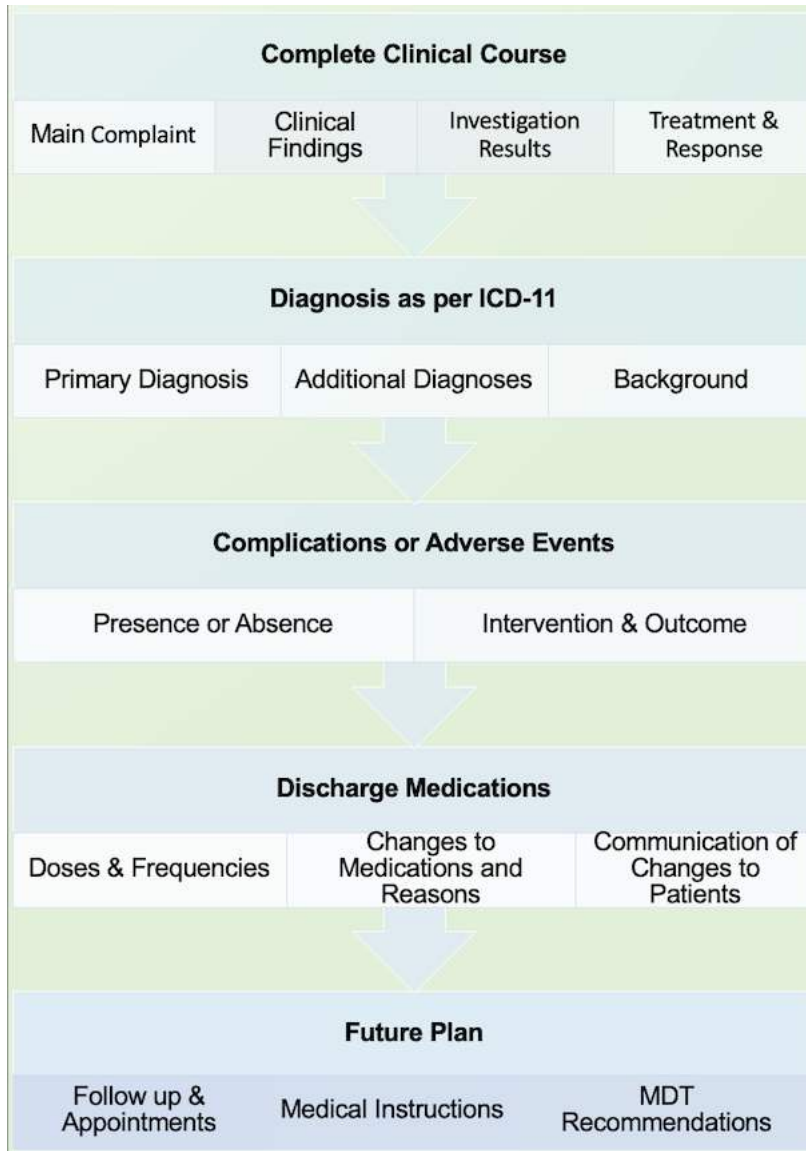 Complete Clinical Course
Main Complaint
Clinical
Findings
Investigation
Results
Treatment &
Response
Diagnosis as per ICD-11
Primary Diagnosis
Additional Diagnoses
Background
Complications or Adverse Events
Presence or Absence
Intervention & Outcome
Discharge Medications
Doses & Frequencies
Changes to
Medications and
Reasons
Communication of
Changes to
Patients
Future Plan
Follow up &
Appointments
Medical Instructions
MDT
Recommendations